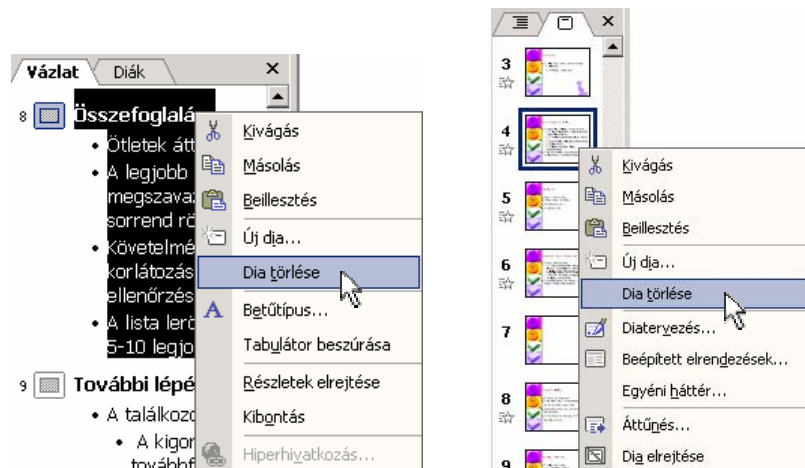 Vázlat Diák
8 Összefoglalá
• Ötletek átt
• A legjobb
megszava
sorrend rö
• Követelmé
korlátozás
ellenőrzés
• A lista lerö
5-10 legjo
9 További lépé
• A találkozo
• A kigor
továbbf
Kivágás
Másolás
Beillesztés
Új dia...
Dia törlése
Betűtípus...
Tabulátor beszúrása
Részletek elrejtése
Kibontás
Hiperhivatkozás...
3
4
5
6
7
8
9
Kivágás
Másolás
Beillesztés
Új dia...
Dia törlése
Diatervezés...
Beépített elrendezések...
Egyéni háttér...
Áttűnés...
Dia elrejtése